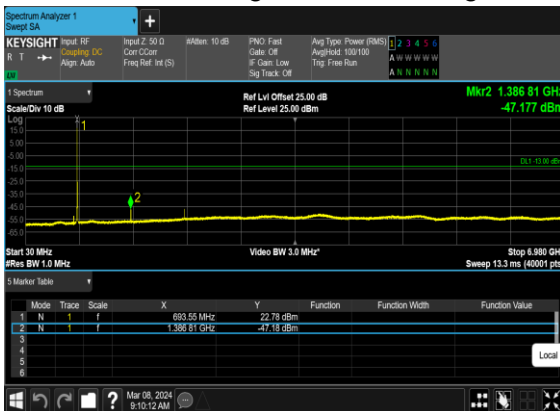 Spectrum Analyzer 1
Swept SA
+
KEYSIGHT Input: RF Input Z: 50 Ω #Atten: 10 dB PNO: Fast Avg Type: Power (RMS) 1 2 3 4 5 6
R T Coupling: DC Corr CCorr Gate: Off Avg|Hold: 100/100 A W W W W W
Align: Auto Freq Ref: Int (S) IF Gain: Low Trig: Free Run
Sig Track: Off A N N N N N
LXI
1 Spectrum
Scale/Div 10 dB
Ref Lvl Offset 25.00 dB
Ref Level 25.00 dBm
Mkr2 1.386 81 GHz
-47.177 dBm
Log
15.0
5.00
-5.00
-15.0
-25.0
-35.0
-45.0
-55.0
-65.0
1
2
DL1 -13.00 dBm
Start 30 MHz Video BW 3.0 MHz* Stop 6.980 GHz
#Res BW 1.0 MHz Sweep 13.3 ms (40001 pts)
5 Marker Table
Mode Trace Scale X Y Function Function Width Function Value
1 N 1 f 693.55 MHz 22.78 dBm
2 N 1 f 1.386 81 GHz -47.18 dBm
3
4
5
6
Local
? Mar 08, 2024
9:10:12 AM